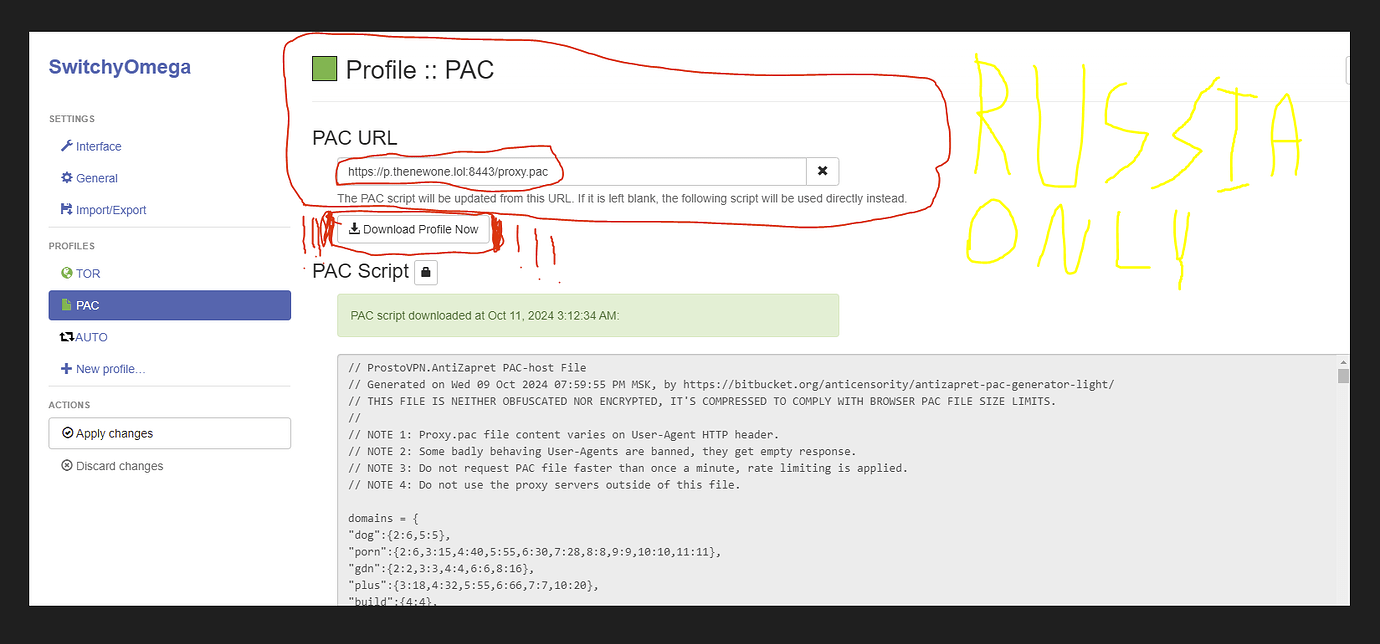 SwitchyOmega
SETTINGS
Interface
General
Import/Export
PROFILES
TOR
PAC
AUTO
New profile…
ACTIONS
Apply changes
Discard changes
Profile :: PAC
PAC URL
https://p.thenewone.lol:8443/proxy.pac
The PAC script will be updated from this URL. If it is left blank, the following script will be used directly instead.
Download Profile Now
PAC Script
PAC script downloaded at Oct 11, 2024 3:12:34 AM:
// ProstoVPN.AntiZapret PAC-host File
// Generated on Wed 09 Oct 2024 07:59:55 PM MSK, by https://bitbucket.org/anticensority/antizapret-pac-generator-light/
// THIS FILE IS NEITHER OBFUSCATED NOR ENCRYPTED, IT'S COMPRESSED TO COMPLY WITH BROWSER PAC FILE SIZE LIMITS.
//
// NOTE 1: Proxy.pac file content varies on User-Agent HTTP header.
// NOTE 2: Some badly behaving User-Agents are banned, they get empty response.
// NOTE 3: Do not request PAC file faster than once a minute, rate limiting is applied.
// NOTE 4: Do not use the proxy servers outside of this file.
domains = {
"dog":{2:6,5:5},
"porn":{2:6,3:15,4:40,5:55,6:30,7:28,8:8,9:9,10:10,11:11},
"gdn":{2:2,3:3,4:4,6:6,8:16},
"plus":{3:18,4:32,5:55,6:66,7:7,10:20},
"build":{4:4},
RUSSIA
ONLY
!!!
!!!